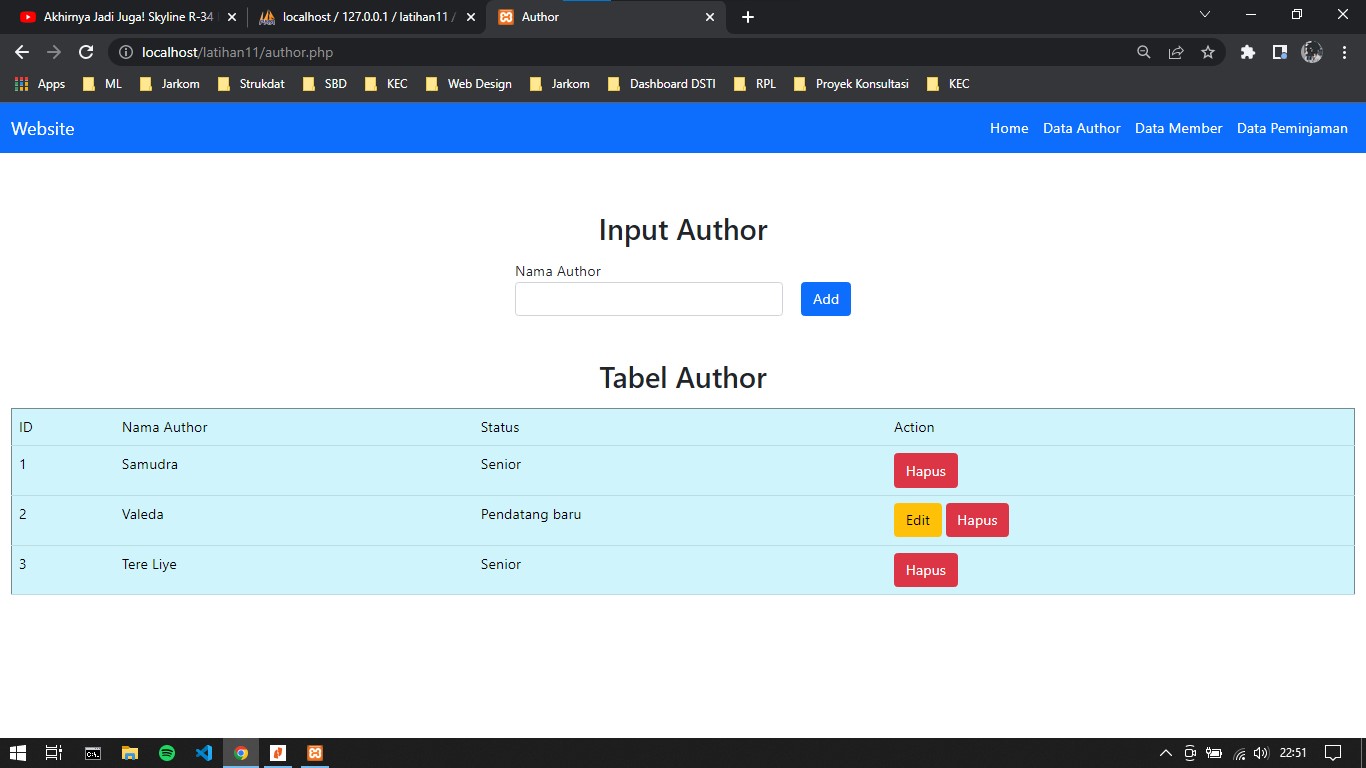 Akhirnya Jadi Juga! Skyline R-34
localhost / 127.0.0.1 / latihan11 /
Author
localhost/latihan11/author.php
Apps ML Jarkom Strukdat SBD KEC Web Design Jarkom Dashboard DSTI RPL Proyek Konsultasi KEC
Website Home Data Author Data Member Data Peminjaman
Input Author
Nama Author
Add
Tabel Author
ID Nama Author Status Action
1 Samudra Senior Hapus
2 Valeda Pendatang baru Edit Hapus
3 Tere Liye Senior Hapus
22:51